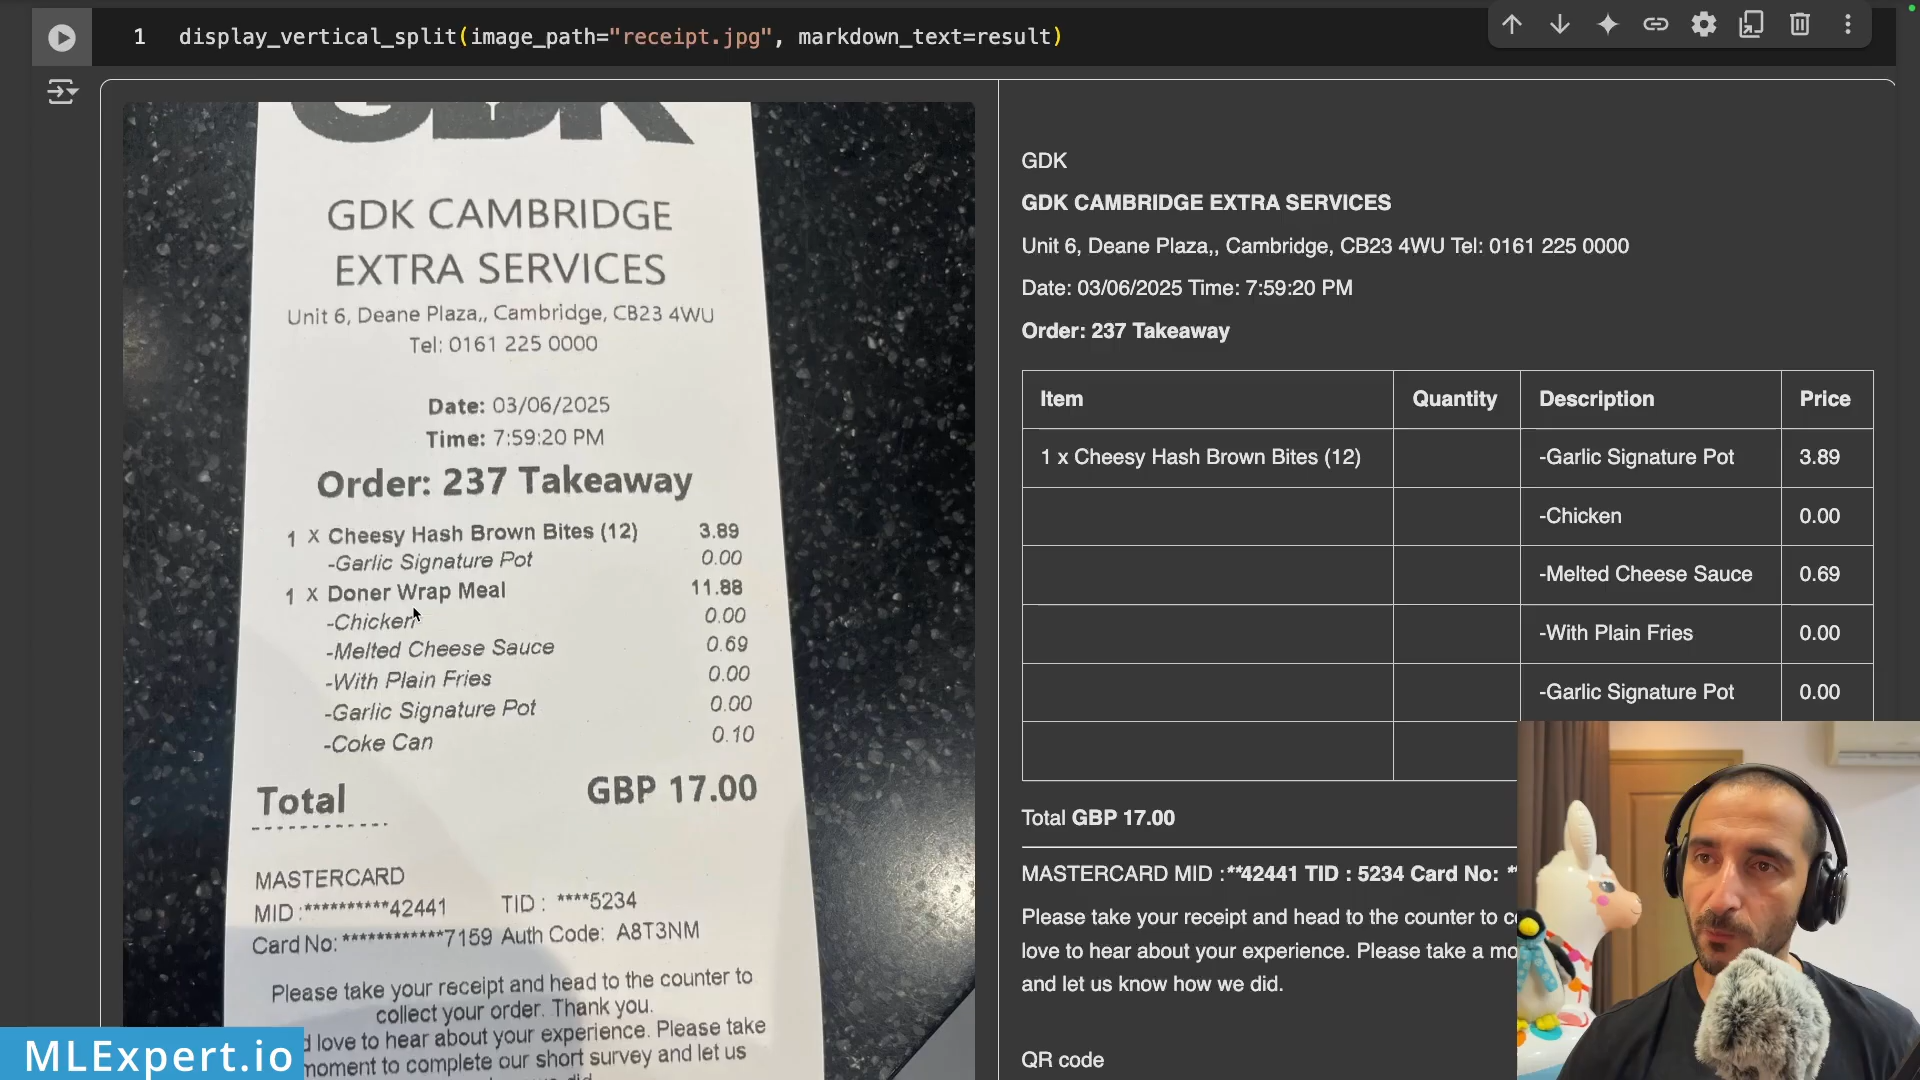 1 display_vertical_split(image_path="receipt.jpg", markdown_text=result)
GDK
GDK CAMBRIDGE
EXTRA SERVICES
Unit 6, Deane Plaza,, Cambridge, CB23 4WU
Tel: 0161 225 0000
Date: 03/06/2025
Time: 7:59:20 PM
Order: 237 Takeaway
1 X Cheesy Hash Brown Bites (12) 3.89
-Garlic Signature Pot 0.00
1 X Doner Wrap Meal 11.88
-Chicken 0.00
-Melted Cheese Sauce 0.69
-With Plain Fries 0.00
-Garlic Signature Pot 0.00
-Coke Can 0.10
Total GBP 17.00
MASTERCARD
MID:**********42441 TID: ****5234
Card No: ************7159 Auth Code: A8T3NM
Please take your receipt and head to the counter to
collect your order. Thank you.
d love to hear about your experience. Please take
moment to complete our short survey and let us
GDK
GDK CAMBRIDGE EXTRA SERVICES
Unit 6, Deane Plaza,, Cambridge, CB23 4WU Tel: 0161 225 0000
Date: 03/06/2025 Time: 7:59:20 PM
Order: 237 Takeaway
Item Quantity Description Price
1 x Cheesy Hash Brown Bites (12) -Garlic Signature Pot 3.89
-Chicken 0.00
-Melted Cheese Sauce 0.69
-With Plain Fries 0.00
-Garlic Signature Pot 0.00
Total GBP 17.00
MASTERCARD MID :**42441 TID : 5234 Card No: *
Please take your receipt and head to the counter to c
love to hear about your experience. Please take a mo
and let us know how we did.
QR code
MLExpert.io